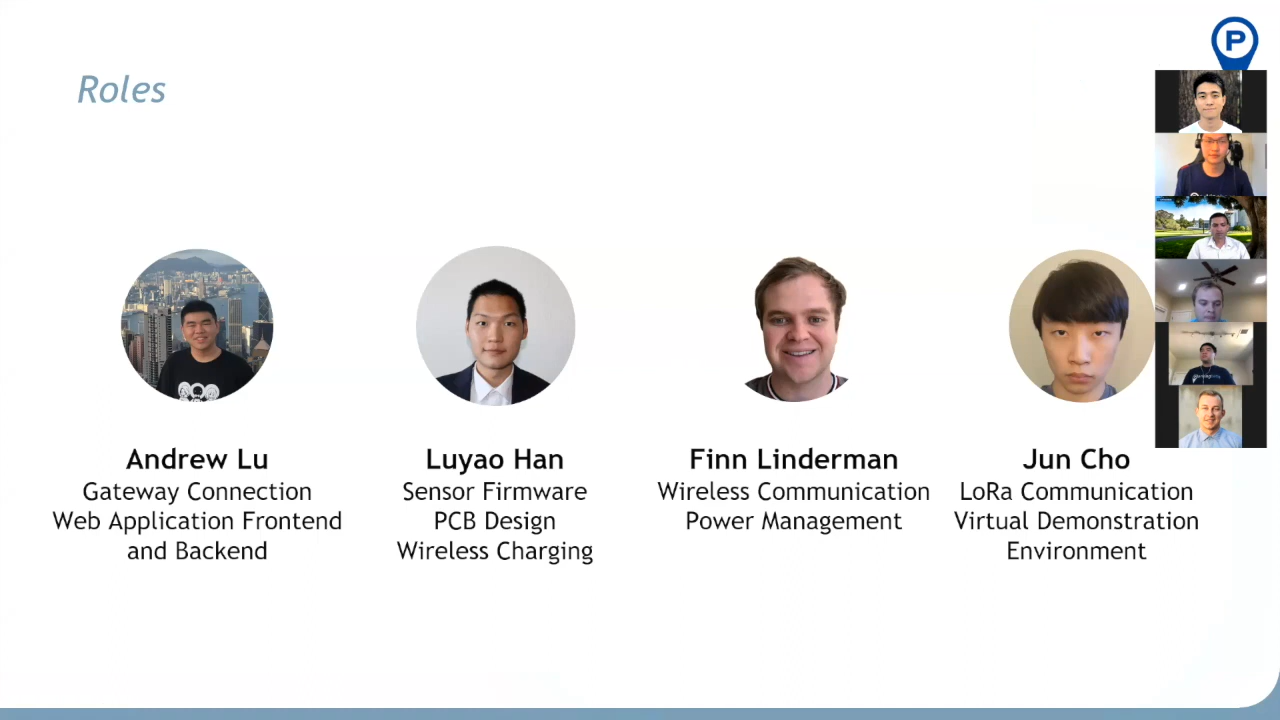 P
Roles
Andrew Lu
Gateway Connection
Web Application Frontend
and Backend
Luyao Han
Sensor Firmware
PCB Design
Wireless Charging
Finn Linderman
Wireless Communication
Power Management
Jun Cho
LoRa Communication
Virtual Demonstration
Environment